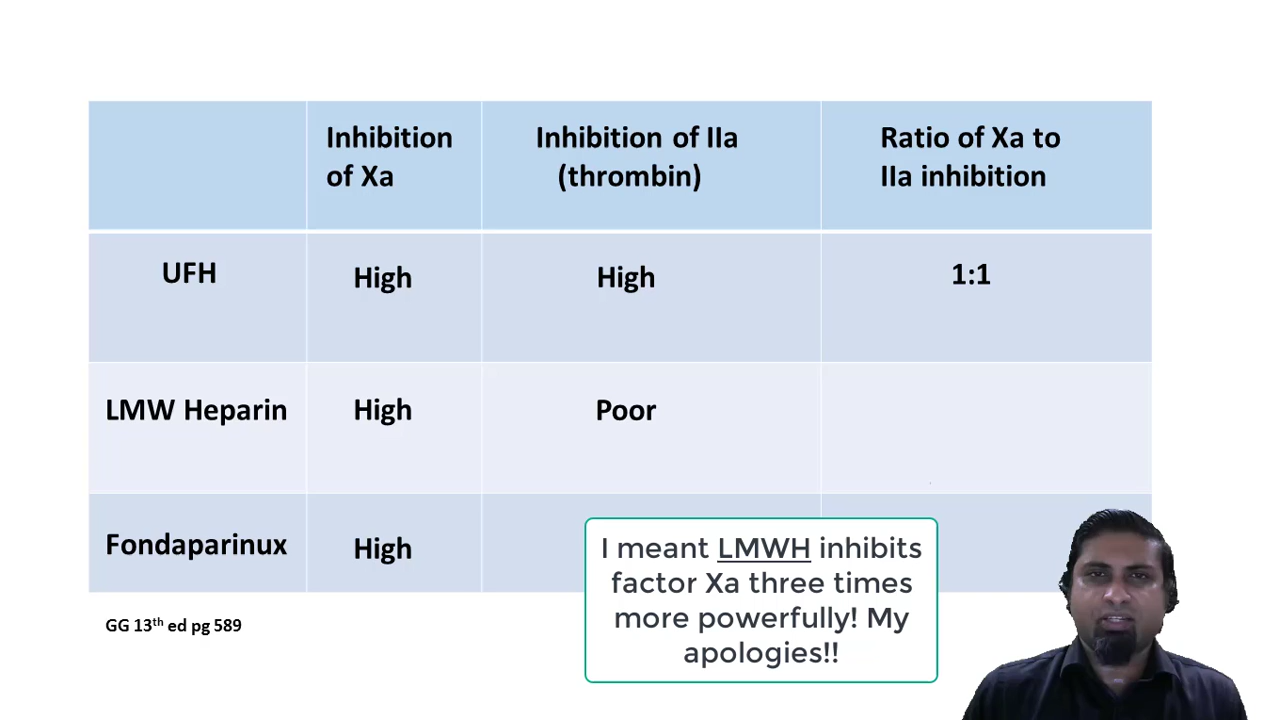 Inhibition of Xa
Inhibition of IIa (thrombin)
Ratio of Xa to IIa inhibition
UFH
High
High
1:1
LMW Heparin
High
Poor
Fondaparinux
High
I meant LMWH inhibits
factor Xa three times
more powerfully! My
apologies!!
GG 13th ed pg 589